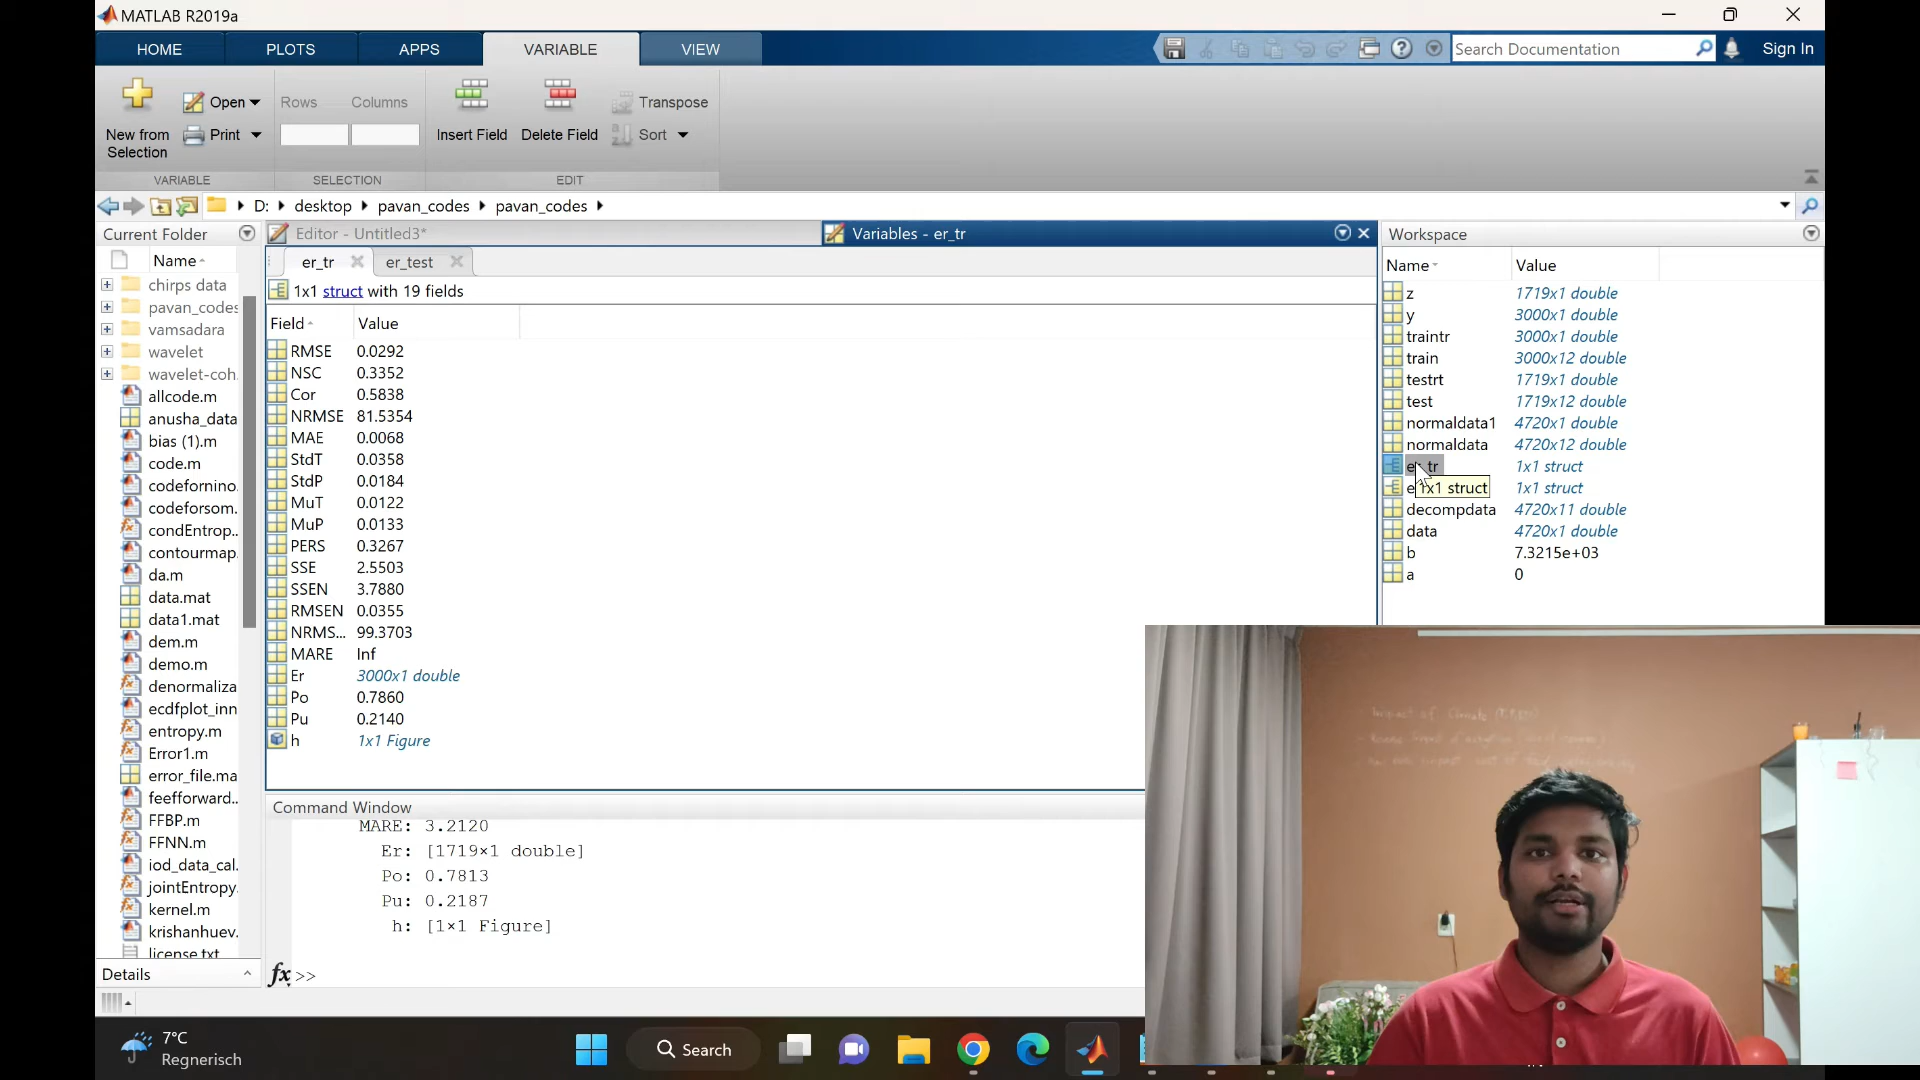 MATLAB R2019a
HOME PLOTS APPS VARIABLE VIEW
Search Documentation
Sign In
New from Selection
Open
Print
Rows Columns
Insert Field
Delete Field
Transpose
Sort
VARIABLE SELECTION EDIT
D: desktop pavan_codes pavan_codes
Current Folder
Name
chirps data
pavan_codes
vamsadara
wavelet
wavelet-coh.
allcode.m
anusha_data
bias (1).m
code.m
codefornino.
codeforsom.
condEntrop..
contourmap.
da.m
data.mat
data1.mat
dem.m
demo.m
denormaliza
ecdfplot_inn
entropy.m
Error1.m
error_file.ma
feefforward..
FFBP.m
FFNN.m
iod_data_cal.
jointEntropy.
kernel.m
krishanhuev.
license.txt
Details
Editor - Untitled3*
Variables - er_tr
er_tr
er_test
1x1 struct with 19 fields
Field Value
RMSE 0.0292
NSC 0.3352
Cor 0.5838
NRMSE 81.5354
MAE 0.0068
StdT 0.0358
StdP 0.0184
MuT 0.0122
MuP 0.0133
PERS 0.3267
SSE 2.5503
SSEN 3.7880
RMSEN 0.0355
NRMS... 99.3703
MARE Inf
Er 3000x1 double
Po 0.7860
Pu 0.2140
h 1x1 Figure
Command Window
MARE: 3.2120
Er: [1719×1 double]
Po: 0.7813
Pu: 0.2187
h: [1×1 Figure]
fx >>
Workspace
Name Value
z 1719x1 double
y 3000x1 double
traintr 3000x1 double
train 3000x12 double
testrt 1719x1 double
test 1719x12 double
normaldata1 4720x1 double
normaldata 4720x12 double
er_tr 1x1 struct
e 1x1 struct 1x1 struct
decompdata 4720x11 double
data 4720x1 double
b 7.3215e+03
a 0
7°C
Regnerisch
Search